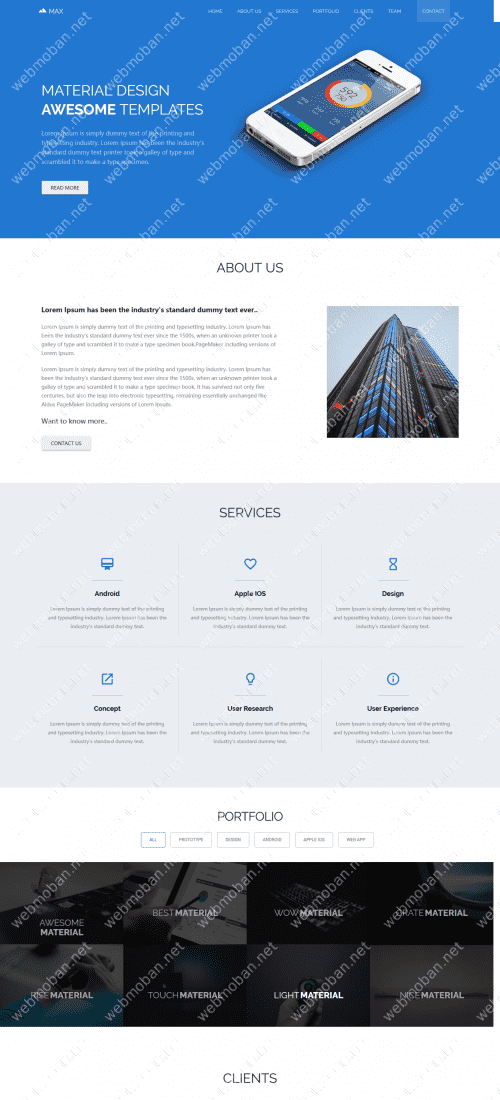 MAX
HOME ABOUT US SERVICES PORTFOLIO CLIENTS TEAM CONTACT
MATERIAL DESIGN
AWESOME TEMPLATES
Lorem Ipsum is simply dummy text of the printing and
typesetting industry. Lorem Ipsum has been the industry's
standard dummy text printer took a galley of type and
scrambled it to make a type specimen.
READ MORE
592
ABOUT US
Lorem Ipsum has been the industry's standard dummy text ever..
Lorem Ipsum is simply dummy text of the printing and typesetting industry. Lorem Ipsum has
been the industry's standard dummy text ever since the 1500s, when an unknown printer took
a galley of type and scrambled it to make a type specimen book.PageMaker including versions of
Lorem Ipsum.
Lorem Ipsum is simply dummy text of the printing and typesetting industry. Lorem Ipsum has
been the industry's standard dummy text ever since the 1500s, when an unknown printer took a
galley of type and scrambled it to make a type specimen book. It has survived not only five
centuries, but also the leap into electronic typesetting, remaining essentially unchanged the
Aldus PageMaker including versions of Lorem Ipsum.
Want to know more..
CONTACT US
SERVICES
Android
Lorem Ipsum is simply dummy text of the printing
and typesetting industry. Lorem Ipsum has been the
industry's standard dummy text.
Apple IOS
Lorem Ipsum is simply dummy text of the printing
and typesetting industry. Lorem Ipsum has been the
industry's standard dummy text.
Design
Lorem Ipsum is simply dummy text of the printing
and typesetting industry. Lorem Ipsum has been the
industry's standard dummy text.
Concept
Lorem Ipsum is simply dummy text of the printing
and typesetting industry. Lorem Ipsum has been the
industry's standard dummy text.
User Research
Lorem Ipsum is simply dummy text of the printing
and typesetting industry. Lorem Ipsum has been the
industry's standard dummy text.
User Experience
Lorem Ipsum is simply dummy text of the printing
and typesetting industry. Lorem Ipsum has been the
industry's standard dummy text.
PORTFOLIO
ALL PROTOTYPE DESIGN ANDROID APPLE IOS WEB APP
AWESOME
MATERIAL
BEST MATERIAL
WOW MATERIAL
MATERIAL
RISE MATERIAL
TOUCH MATERIAL
LIGHT MATERIAL
NICE MATERIAL
CLIENTS
webmoban.net